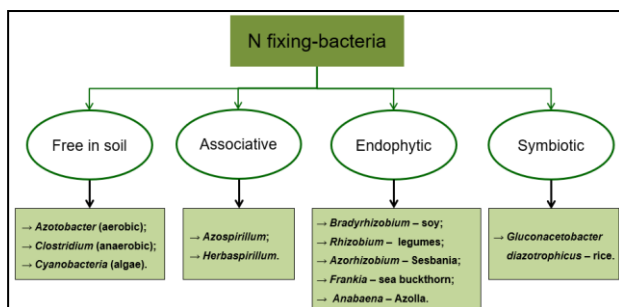 N fixing-bacteria
Free in soil
Associative
Endophytic
Symbiotic
→ Azotobacter (aerobic);
→ Clostridium (anaerobic);
→ Cyanobacteria (algae).
→ Azospirillum;
→ Herbaspirillum.
→ Bradyrhizobium – soy;
→ Rhizobium – legumes;
→ Azorhizobium – Sesbania;
→ Frankia – sea buckthorn;
→ Anabaena – Azolla.
→ Gluconacetobacter
diazotrophicus – rice.